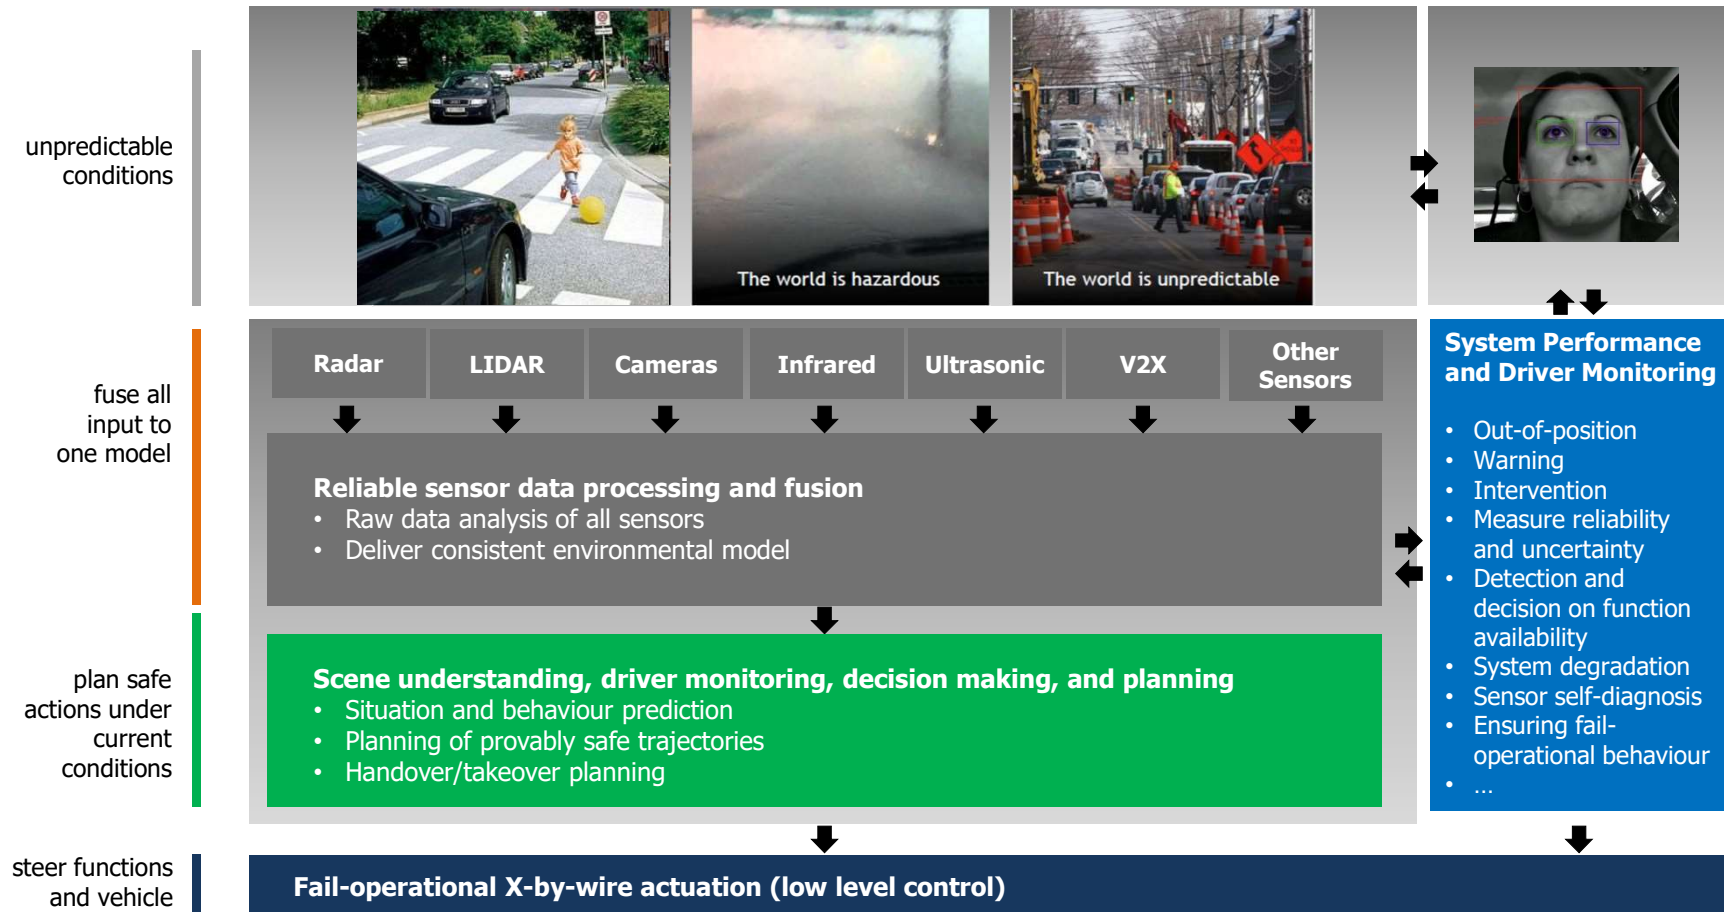 unpredictable
conditions
The world is hazardous
The world is unpredictable
fuse all
input to
one model
Radar
LIDAR
Cameras
Infrared
Ultrasonic
V2X
Other
Sensors
Reliable sensor data processing and fusion
• Raw data analysis of all sensors
• Deliver consistent environmental model
System Performance
and Driver Monitoring
• Out-of-position
• Warning
• Intervention
• Measure reliability
and uncertainty
• Detection and
decision on function
availability
• System degradation
• Sensor self-diagnosis
• Ensuring fail-
operational behaviour
• ...
plan safe
actions under
current
conditions
Scene understanding, driver monitoring, decision making, and planning
• Situation and behaviour prediction
• Planning of provably safe trajectories
• Handover/takeover planning
steer functions
and vehicle
Fail-operational X-by-wire actuation (low level control)